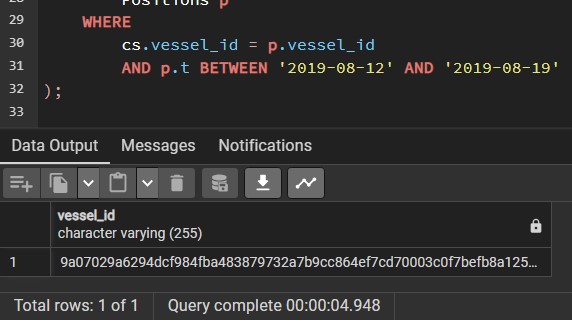 Positions p
29 WHERE
30 cs.vessel_id = p.vessel_id
31 AND p.t BETWEEN '2019-08-12' AND '2019-08-19'
32 );
33
Data Output Messages Notifications
vessel_id
character varying (255)
1 9a07029a6294dcf984fba483879732a7b9cc864ef7cd70003c0f7befb8a125…
Total rows: 1 of 1 Query complete 00:00:04.948